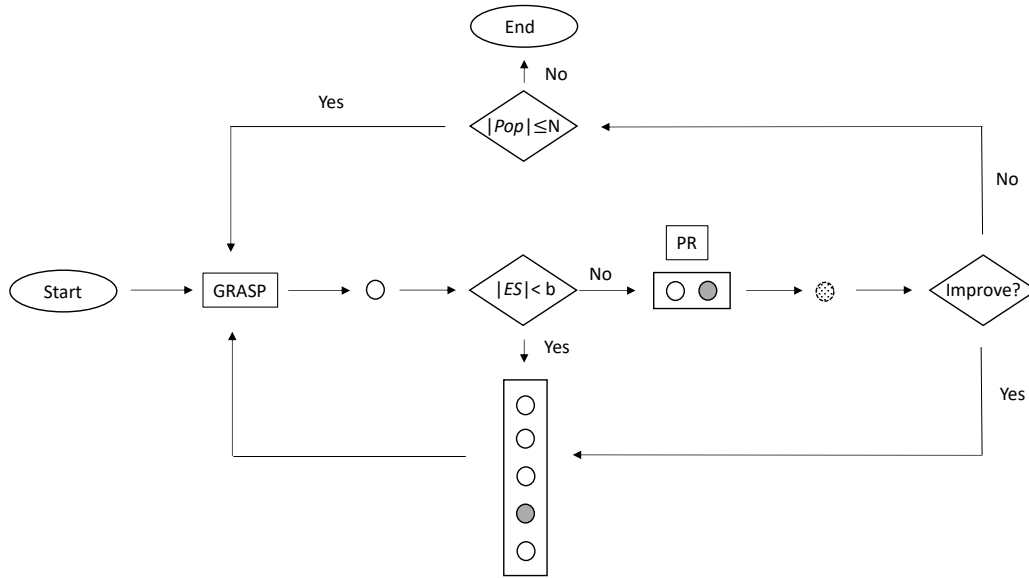 End
No
Yes
|Pop|≤N
No
PR
Start
GRASP
|ES|< b
No
Improve?
Yes
Yes